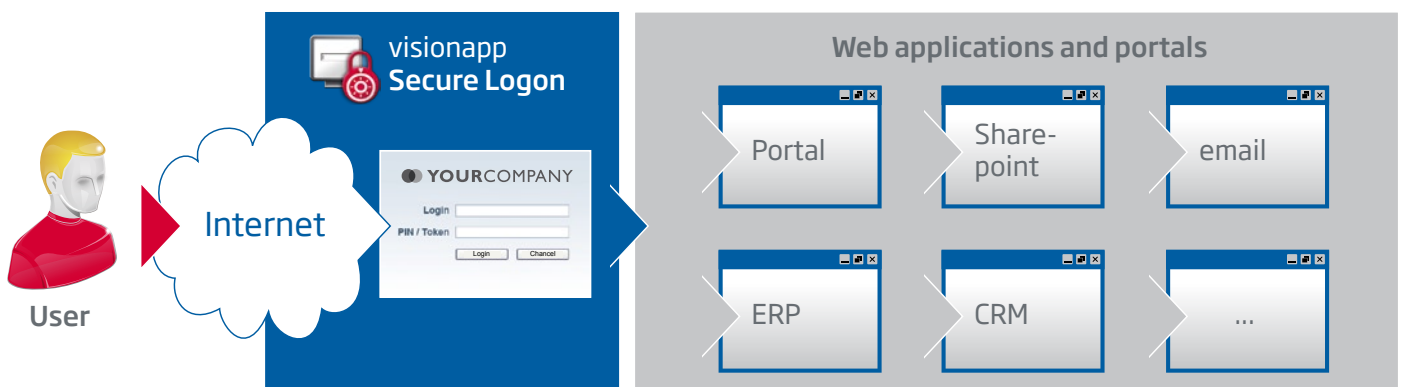 visionapp
Secure Logon
Web applications and portals
User
Internet
YOURCOMPANY
Login
PIN / Token
Login Chancel
Portal
Share-
point
email
ERP
CRM
...